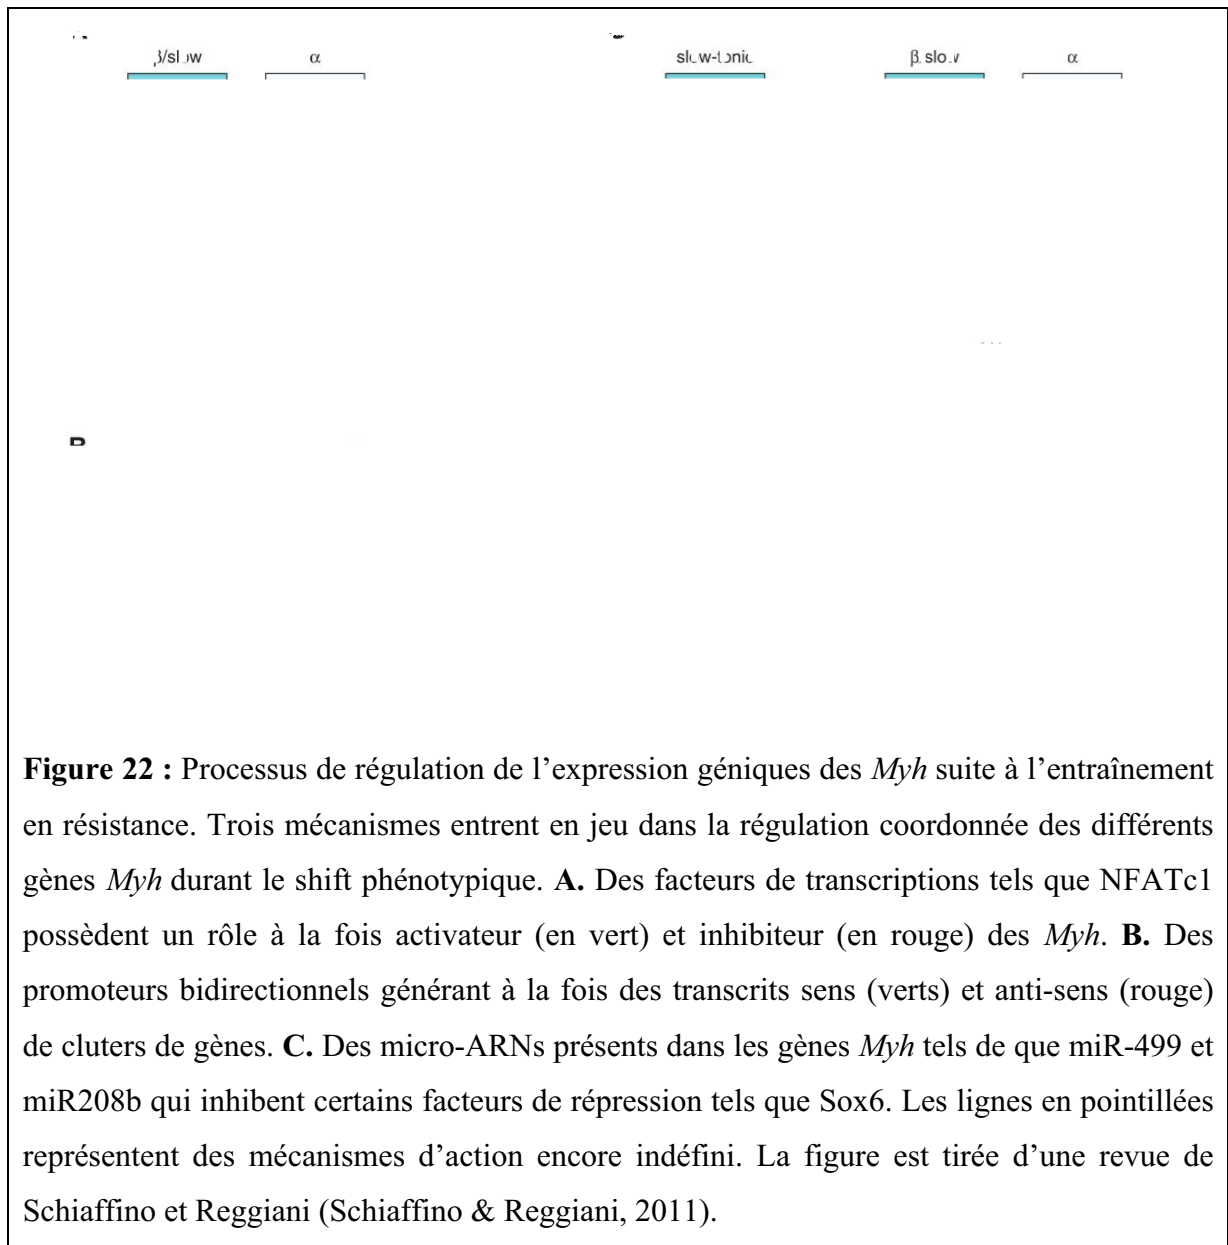 β/slow α slow-tonic β slow α
B
Figure 22 : Processus de régulation de l’expression géniques des Myh suite à l’entraînement
en résistance. Trois mécanismes entrent en jeu dans la régulation coordonnée des différents
gènes Myh durant le shift phénotypique. A. Des facteurs de transcriptions tels que NFATc1
possèdent un rôle à la fois activateur (en vert) et inhibiteur (en rouge) des Myh. B. Des
promoteurs bidirectionnels générant à la fois des transcrits sens (verts) et anti-sens (rouge)
de cluters de gènes. C. Des micro-ARNs présents dans les gènes Myh tels de que miR-499 et
miR208b qui inhibent certains facteurs de répression tels que Sox6. Les lignes en pointillées
représentent des mécanismes d’action encore indéfini. La figure est tirée d’une revue de
Schiaffino et Reggiani (Schiaffino & Reggiani, 2011).